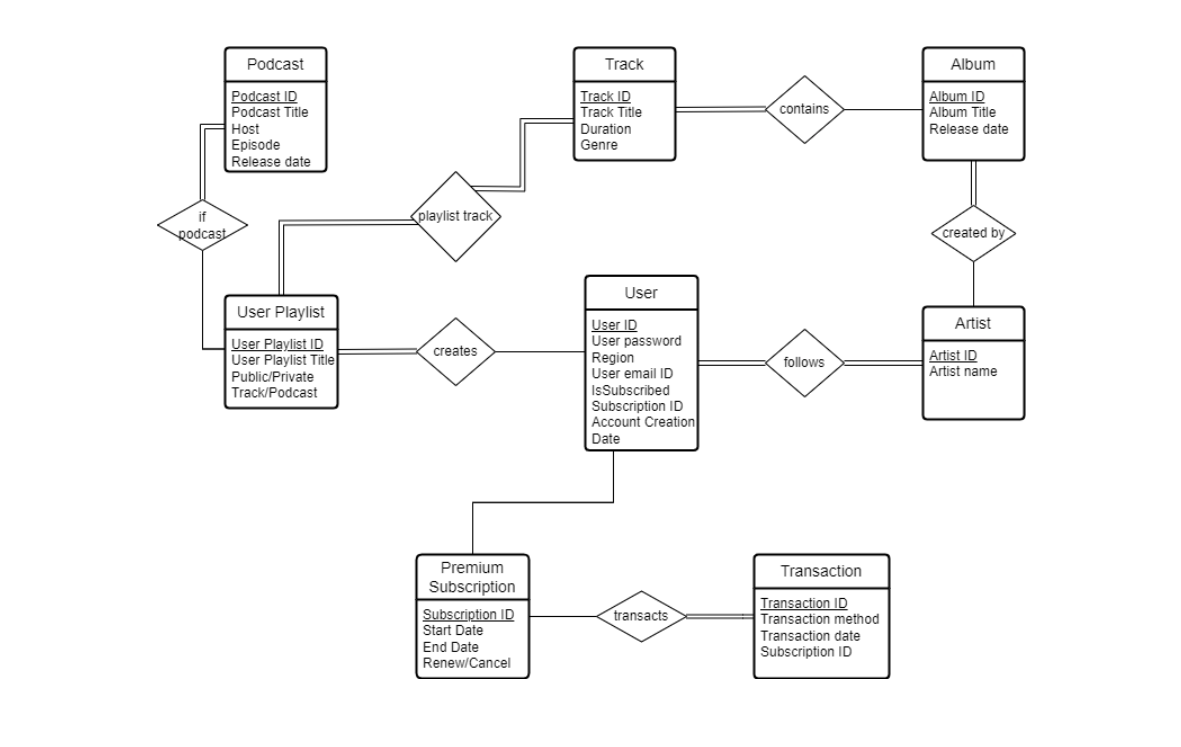 Podcast
Podcast ID
Podcast Title
Host
Episode
Release date
Track
Track ID
Track Title
Duration
Genre
contains
Album
Album ID
Album Title
Release date
if
podcast
playlist track
created by
User Playlist
User Playlist ID
User Playlist Title
Public/Private
Track/Podcast
creates
User
User ID
User password
Region
User email ID
IsSubscribed
Subscription ID
Account Creation
Date
follows
Artist
Artist ID
Artist name
Premium
Subscription
Subscription ID
Start Date
End Date
Renew/Cancel
transacts
Transaction
Transaction ID
Transaction method
Transaction date
Subscription ID